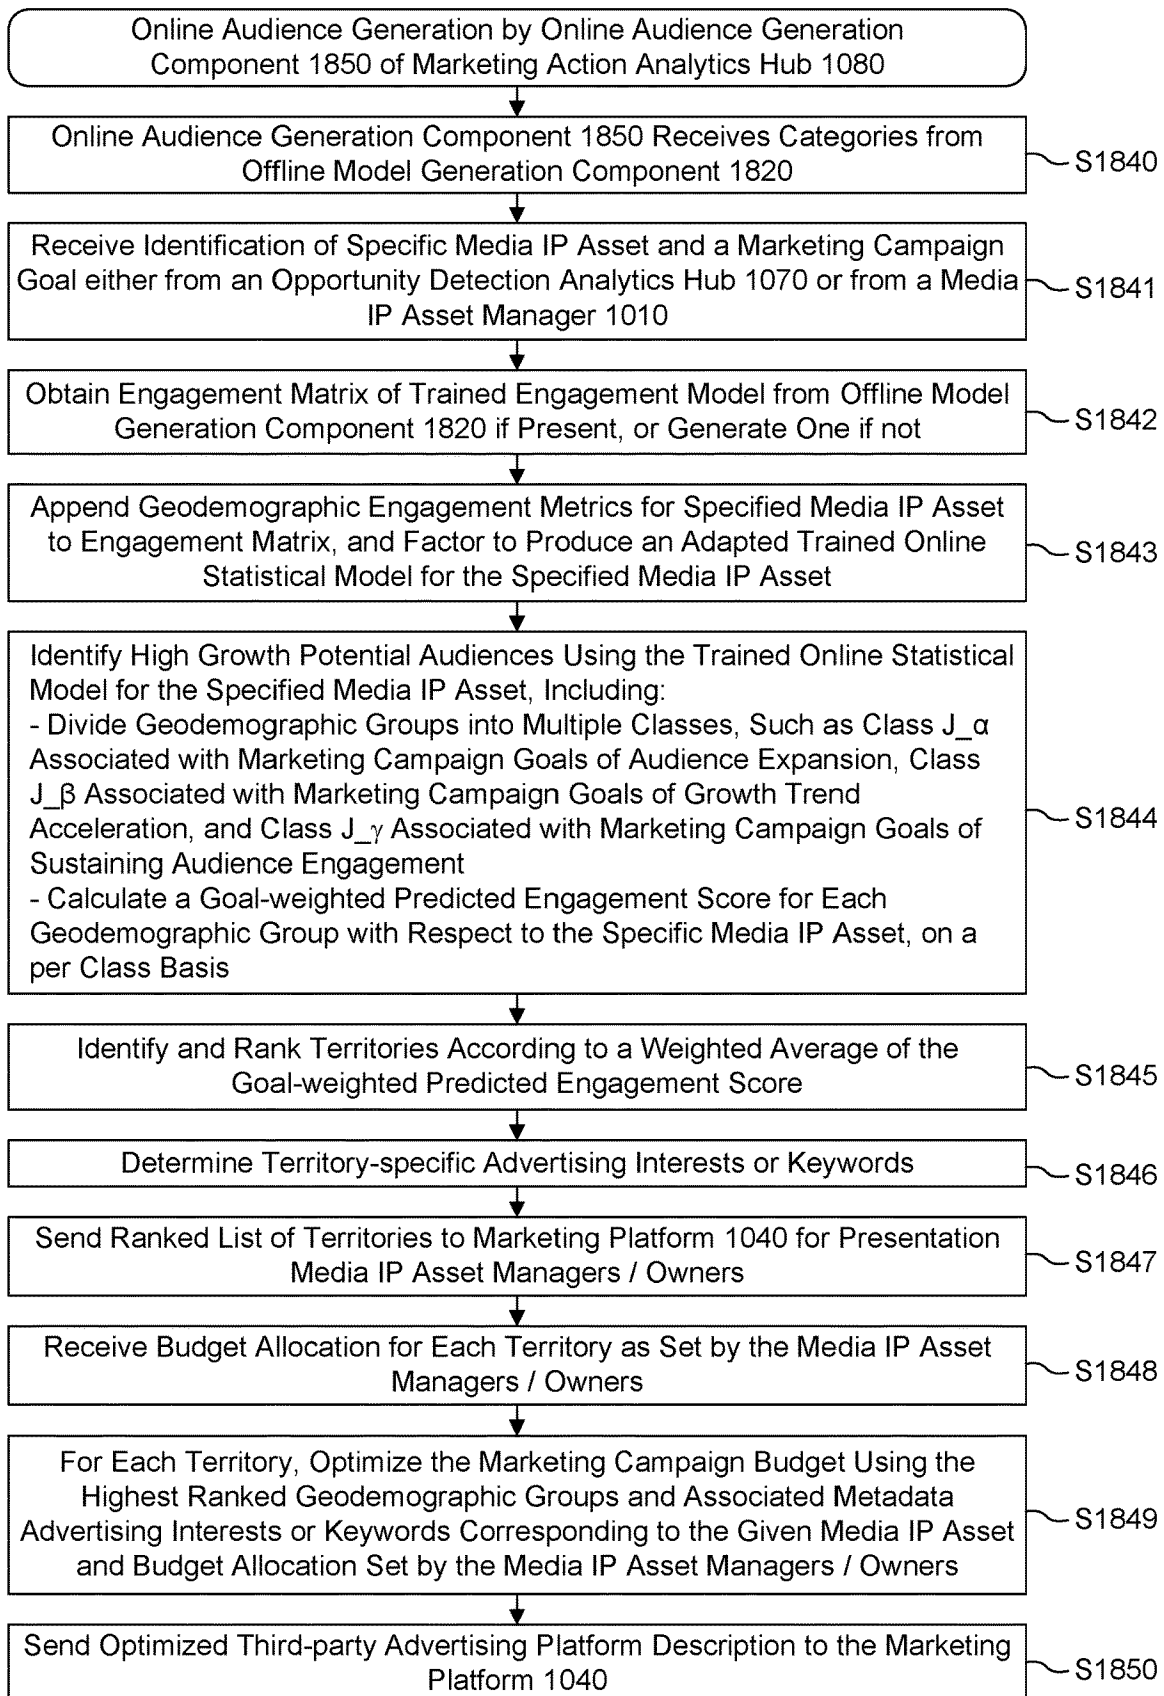 Online Audience Generation by Online Audience Generation
Component 1850 of Marketing Action Analytics Hub 1080
Online Audience Generation Component 1850 Receives Categories from
Offline Model Generation Component 1820
S1840
Receive Identification of Specific Media IP Asset and a Marketing Campaign
Goal either from an Opportunity Detection Analytics Hub 1070 or from a Media
IP Asset Manager 1010
S1841
Obtain Engagement Matrix of Trained Engagement Model from Offline Model
Generation Component 1820 if Present, or Generate One if not
S1842
Append Geodemographic Engagement Metrics for Specified Media IP Asset
to Engagement Matrix, and Factor to Produce an Adapted Trained Online
Statistical Model for the Specified Media IP Asset
S1843
Identify High Growth Potential Audiences Using the Trained Online Statistical
Model for the Specified Media IP Asset, Including:
- Divide Geodemographic Groups into Multiple Classes, Such as Class J_α
Associated with Marketing Campaign Goals of Audience Expansion, Class
J_β Associated with Marketing Campaign Goals of Growth Trend
Acceleration, and Class J_γ Associated with Marketing Campaign Goals of
Sustaining Audience Engagement
- Calculate a Goal-weighted Predicted Engagement Score for Each
Geodemographic Group with Respect to the Specific Media IP Asset, on a
per Class Basis
S1844
Identify and Rank Territories According to a Weighted Average of the
Goal-weighted Predicted Engagement Score
S1845
Determine Territory-specific Advertising Interests or Keywords
S1846
Send Ranked List of Territories to Marketing Platform 1040 for Presentation
Media IP Asset Managers / Owners
S1847
Receive Budget Allocation for Each Territory as Set by the Media IP Asset
Managers / Owners
S1848
For Each Territory, Optimize the Marketing Campaign Budget Using the
Highest Ranked Geodemographic Groups and Associated Metadata
Advertising Interests or Keywords Corresponding to the Given Media IP Asset
and Budget Allocation Set by the Media IP Asset Managers / Owners
S1849
Send Optimized Third-party Advertising Platform Description to the Marketing
Platform 1040
S1850